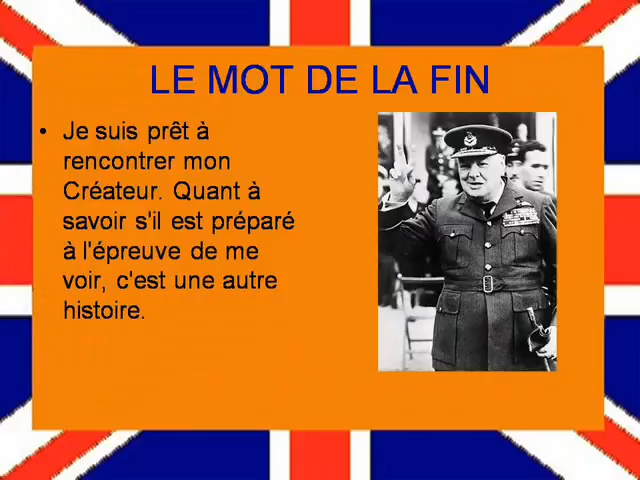 LE MOT DE LA FIN
• Je suis prêt à
rencontrer mon
Créateur. Quant à
savoir s'il est préparé
à l'épreuve de me
voir, c'est une autre
histoire.